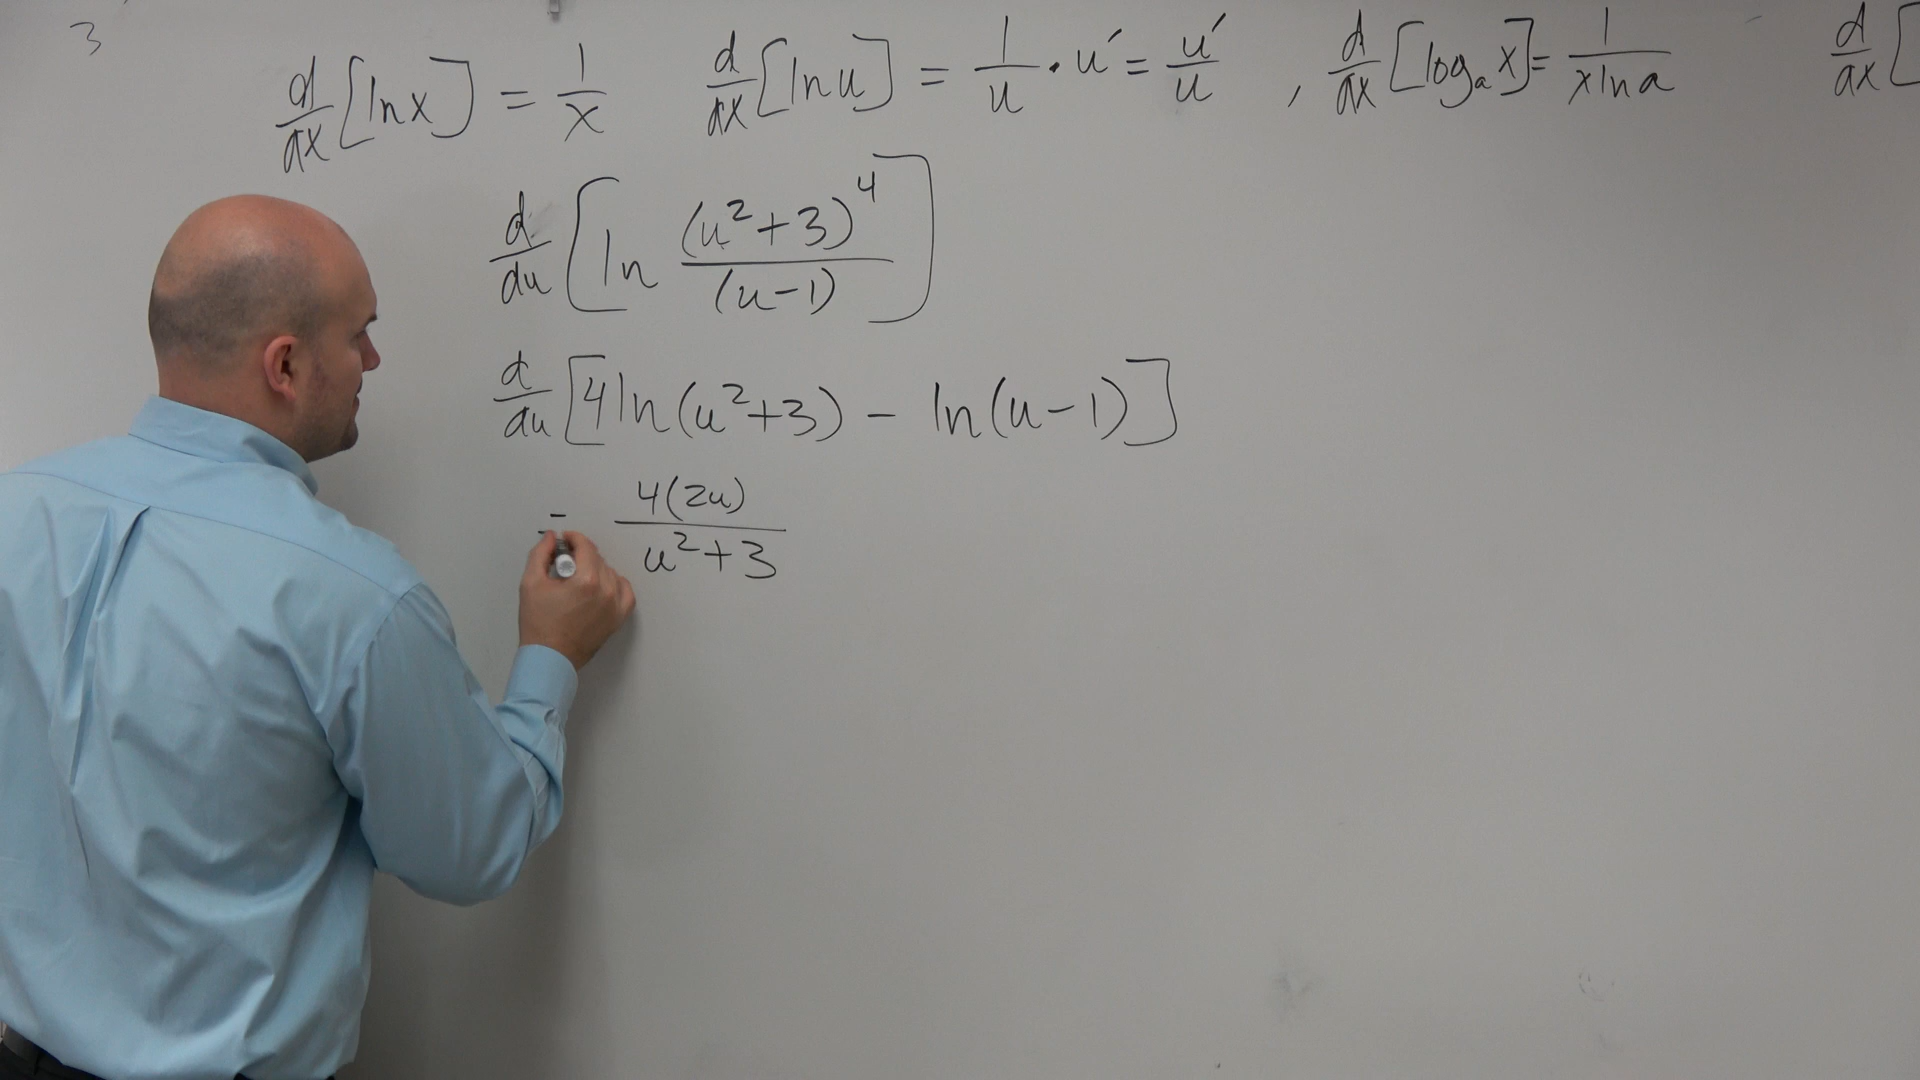 3
d/dx [ln x] = 1/x   d/dx [ln u] = 1/u · u' = u'/u , d/dx [log_a x] = 1/(x ln a)   d/dx [
d/du [ln (u² + 3)⁴/(u - 1)]
d/du [4 ln (u² + 3) - ln (u - 1)]
= 4(2u)/(u² + 3)